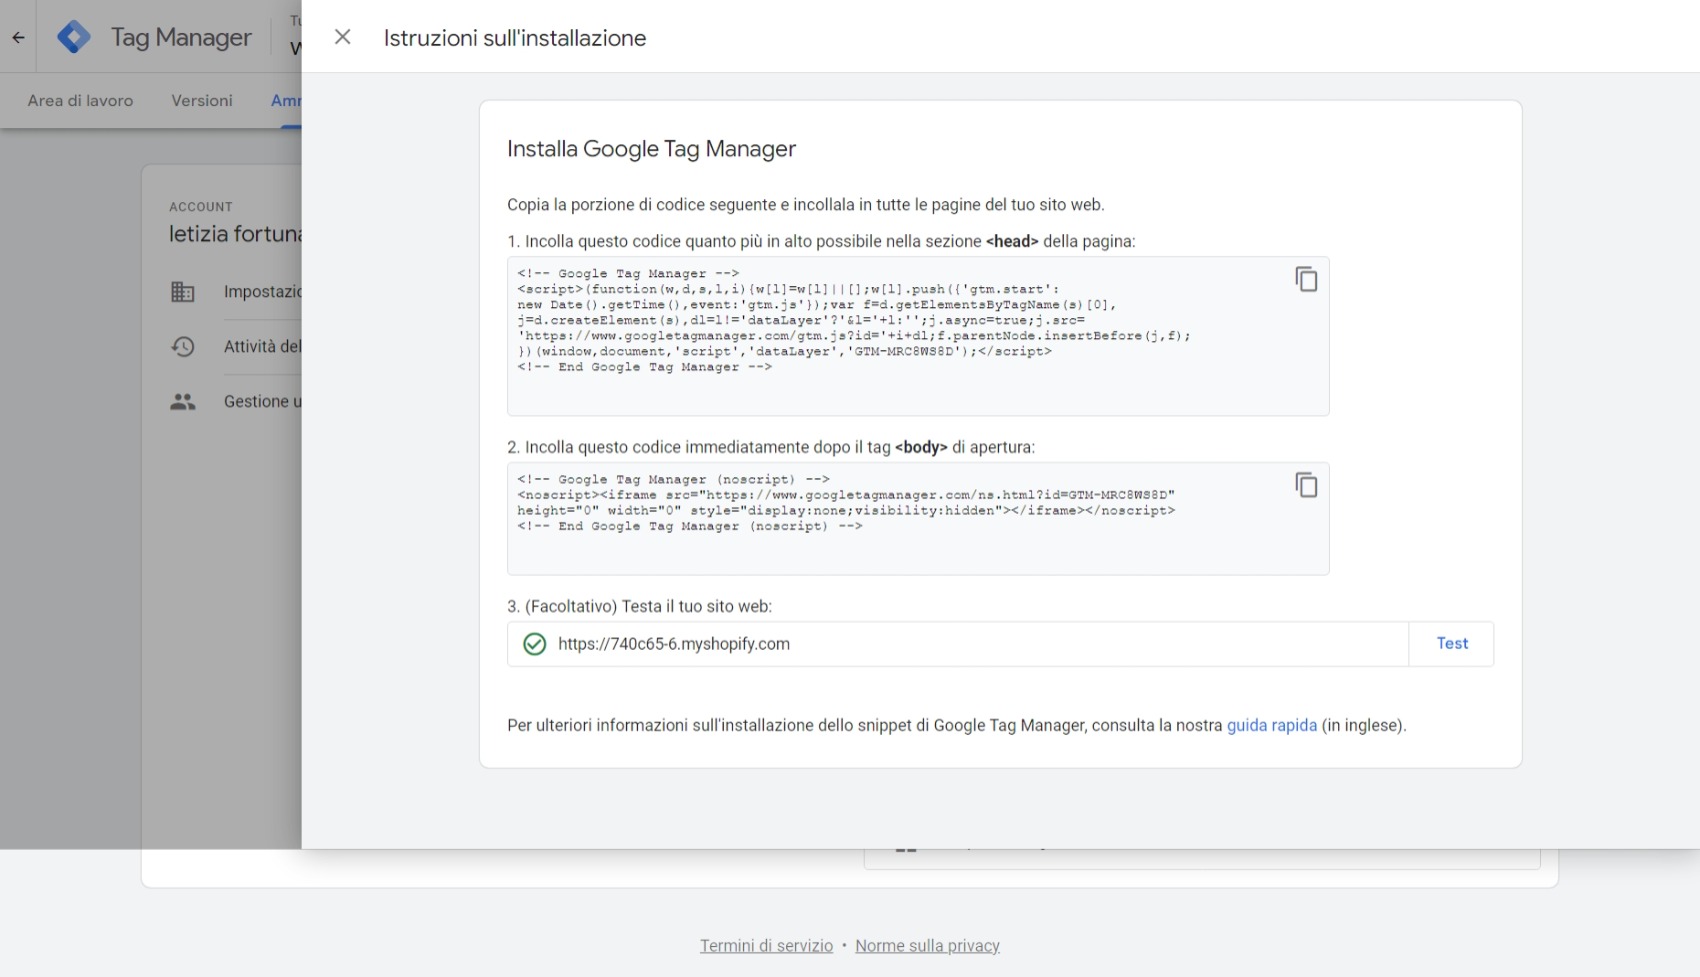 Tag Manager
Istruzioni sull'installazione
Area di lavoro
Versioni
ACCOUNT
letizia
Attività
Gestione
Installa Google Tag Manager
Copia la porzione di codice seguente e incollala in tutte le pagine del tuo sito web.
1. Incolla questo codice quanto più in alto possibile nella sezione <head> della pagina:
<!-- Google Tag Manager -->
<script>(function(w,d,s,l,i){w[l]=w[l]||[];w[l].push({'gtm.start':
new Date().getTime(),event:'gtm.js'});var f=d.getElementsByTagName(s)[0],
j=d.createElement(s),dl=l!='dataLayer'?'&l='+l:'';j.async=true;j.src=
'https://www.googletagmanager.com/gtm.js?id='+i+dl;f.parentNode.insertBefore(j,f);
})(window,document,'script','dataLayer','GTM-MRC8WS8D');</script>
<!-- End Google Tag Manager -->
2. Incolla questo codice immediatamente dopo il tag <body> di apertura:
<!-- Google Tag Manager (noscript) -->
<noscript><iframe src="https://www.googletagmanager.com/ns.html?id=GTM-MRC8WS8D"
height="0" width="0" style="display:none;visibility:hidden"></iframe></noscript>
<!-- End Google Tag Manager (noscript) -->
3. (Facoltativo) Testa il tuo sito web:
https://740c65-6.myshopify.com
Test
Per ulteriori informazioni sull'installazione dello snippet di Google Tag Manager, consulta la nostra guida rapida (in inglese).
Termini di servizio • Norme sulla privacy